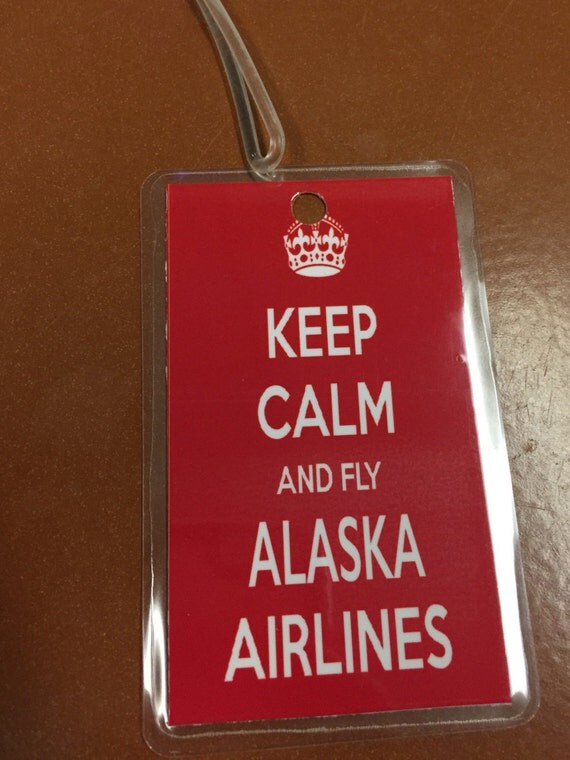 KEEP
CALM
AND FLY
ALASKA
AIRLINES